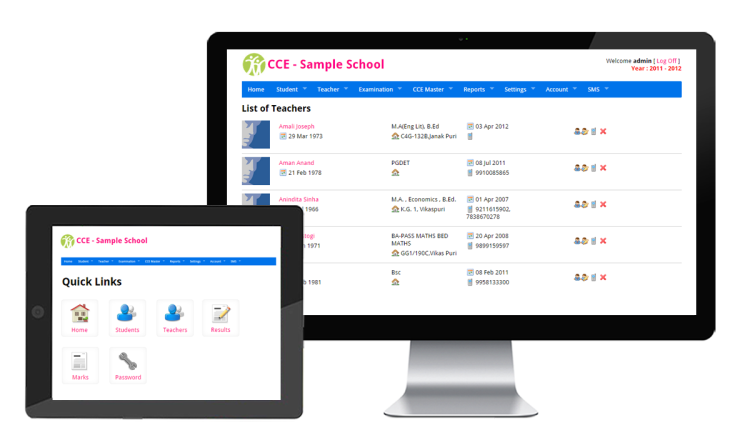 CCE - Sample School
Welcome admin [ Log Off ]
Year : 2011 - 2012
Home Student Teacher Examination CCE Master Reports Settings Account SMS
List of Teachers
Amali Joseph M.A(Eng Lit), B.Ed 03 Apr 2012
29 Mar 1973 C4G-132B,Janak Puri
Aman Anand PGDET 08 Jul 2011
21 Feb 1978 9910085865
Anindita Sinha M.A. , Economics , B.Ed. 01 Apr 2007
1966 K.G. 1, Vikaspuri 9211615902,
7838670278
BA-PASS MATHS BED 20 Apr 2008
1971 MATHS 9899159597
GG1/190C,Vikas Puri
Bsc 08 Feb 2011
1981 9958133300
CCE - Sample School
Home Student Teacher Examination CCE Master Reports Settings Account SMS
Quick Links
Home Students Teachers Results
Marks Password